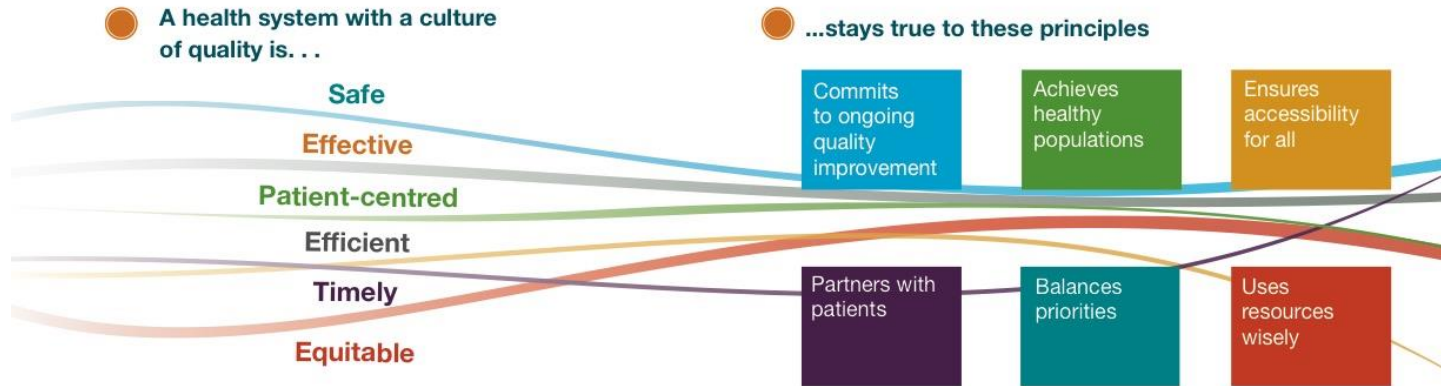 A health system with a culture
of quality is. . .
Safe
Effective
Patient-centred
Efficient
Timely
Equitable
...stays true to these principles
Commits
to ongoing
quality
improvement
Achieves
healthy
populations
Ensures
accessibility
for all
Partners with
patients
Balances
priorities
Uses
resources
wisely